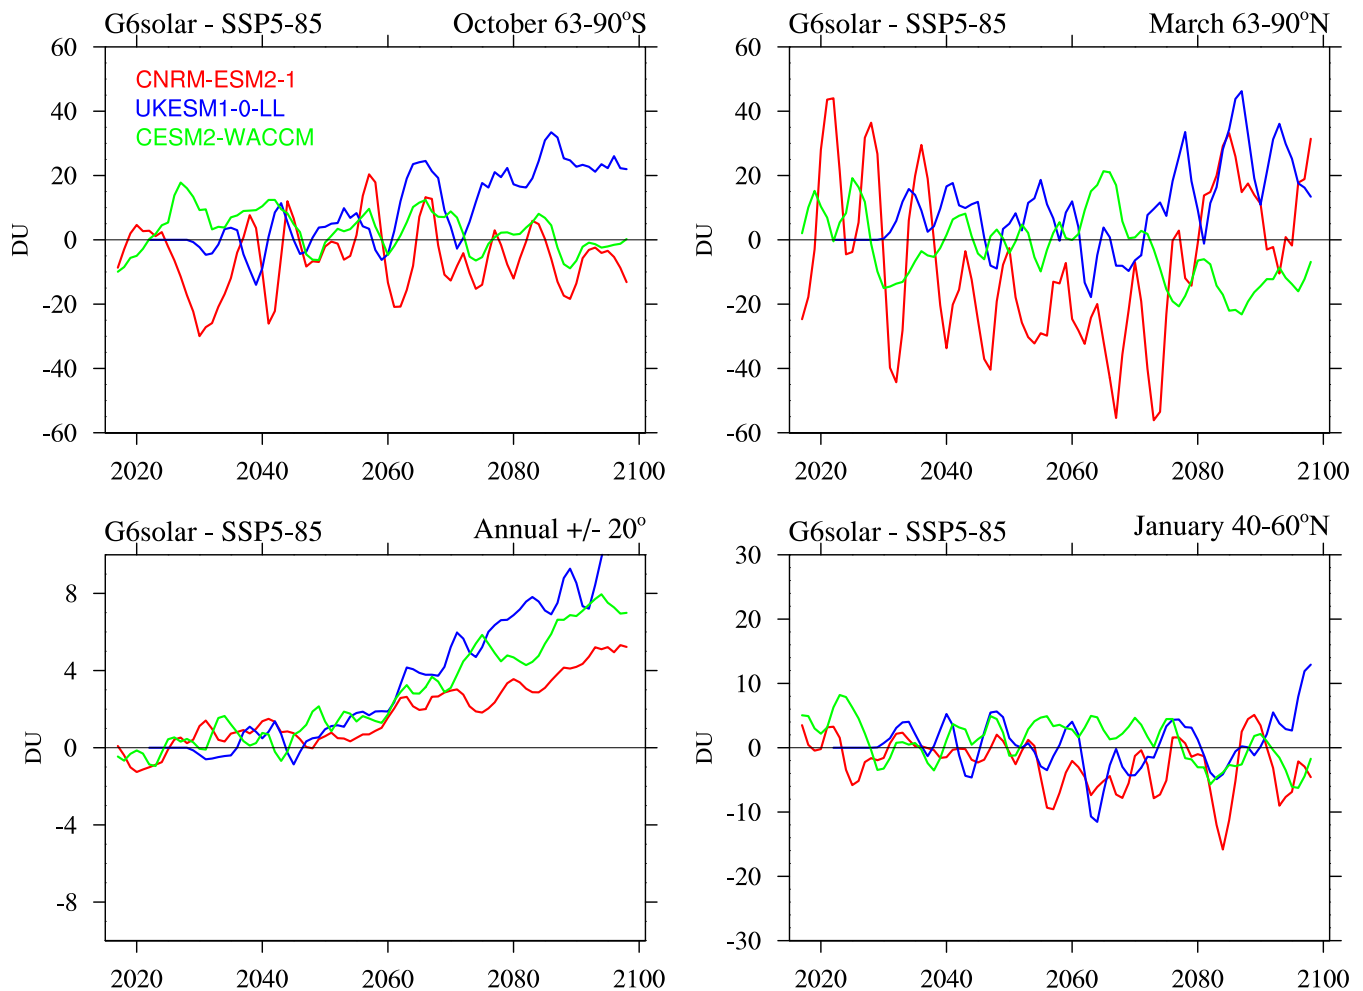 G6solar - SSP5-85 October 63-90°S
60
40
20
0
-20
-40
-60
DU
CNRM-ESM2-1
UKESM1-0-LL
CESM2-WACCM
2020 2040 2060 2080 2100
G6solar - SSP5-85 March 63-90°N
60
40
20
0
-20
-40
-60
DU
2020 2040 2060 2080 2100
G6solar - SSP5-85 Annual +/- 20°
8
4
0
-4
-8
DU
2020 2040 2060 2080 2100
G6solar - SSP5-85 January 40-60°N
30
20
10
0
-10
-20
-30
DU
2020 2040 2060 2080 2100